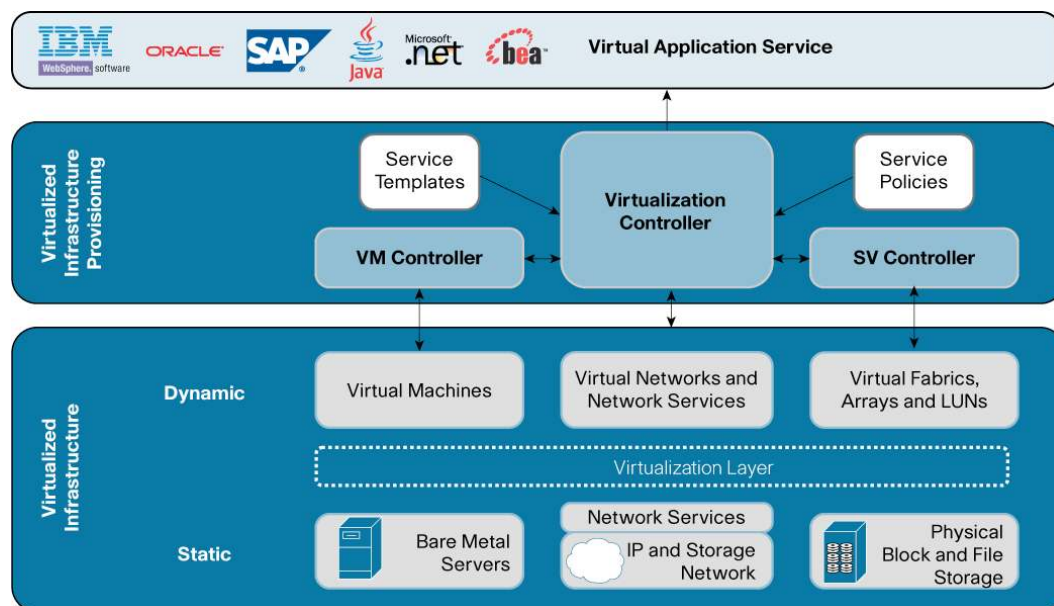 IBM
WebSphere. software
ORACLE®
SAP®
Java
Microsoft®
.net
bea™
Virtual Application Service
Virtualized
Infrastructure
Provisioning
Service
Templates
Virtualization
Controller
Service
Policies
VM Controller
SV Controller
Virtualized
Infrastructure
Dynamic
Virtual Machines
Virtual Networks and
Network Services
Virtual Fabrics,
Arrays and LUNs
Virtualization Layer
Static
Bare Metal
Servers
Network Services
IP and Storage
Network
Physical
Block and File
Storage